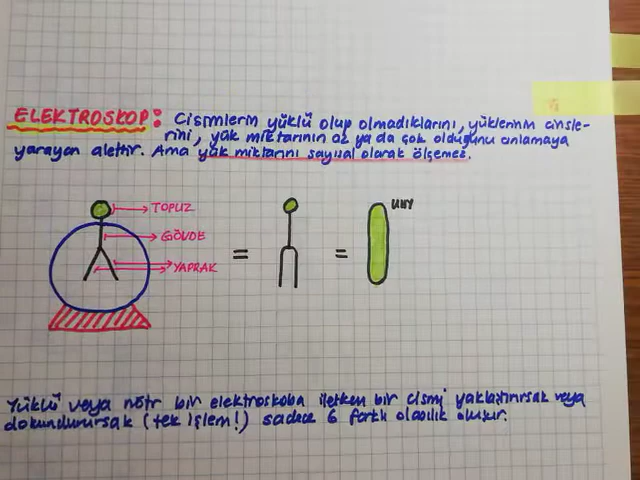 ELEKTROSKOP: Cisimlerin yüklü olup olmadıklarını, yüklerinin cinsle-
rini, yük miktarının az ya da çok olduğunu anlamaya
yarayan alettir. Ama yük miktarını sayısal olarak ölçemez.
TOPUZ
GÖVDE
YAPRAK
=
=
Yüklü veya nötr bir elektroskoba iletken bir cismi yaklaştırırsak veya
dokundurursak (tek işlem!) sadece 6 farklı olasılık oluşur.